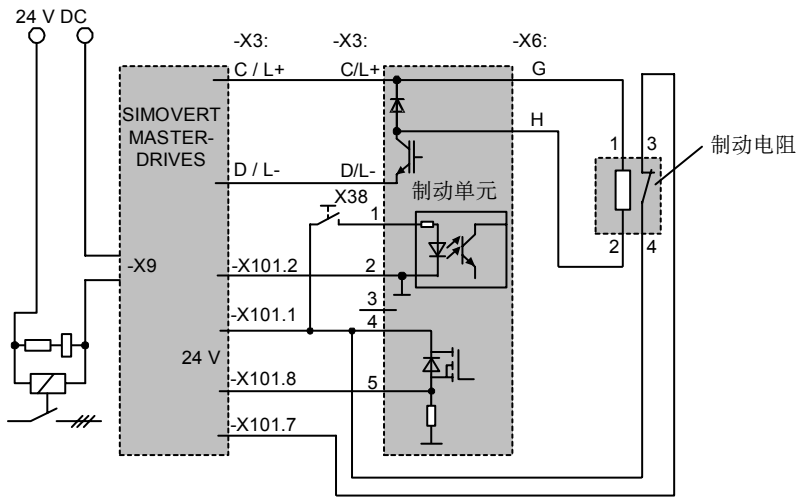 24 V DC
-X3:
-X3:
-X6:
C / L+
C/L+
G
SIMOVERT
MASTER-
DRIVES
H
1
3
制动电阻
D / L-
D/L-
制动单元
X38
1
2
4
-X9
-X101.2
2
3
-X101.1
4
24 V
-X101.8
5
-X101.7